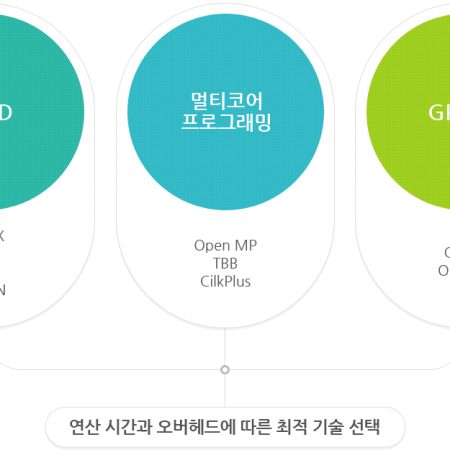 멀티코어
프로그래밍
Open MP
TBB
CilkPlus
연산 시간과 오버헤드에 따른 최적 기술 선택